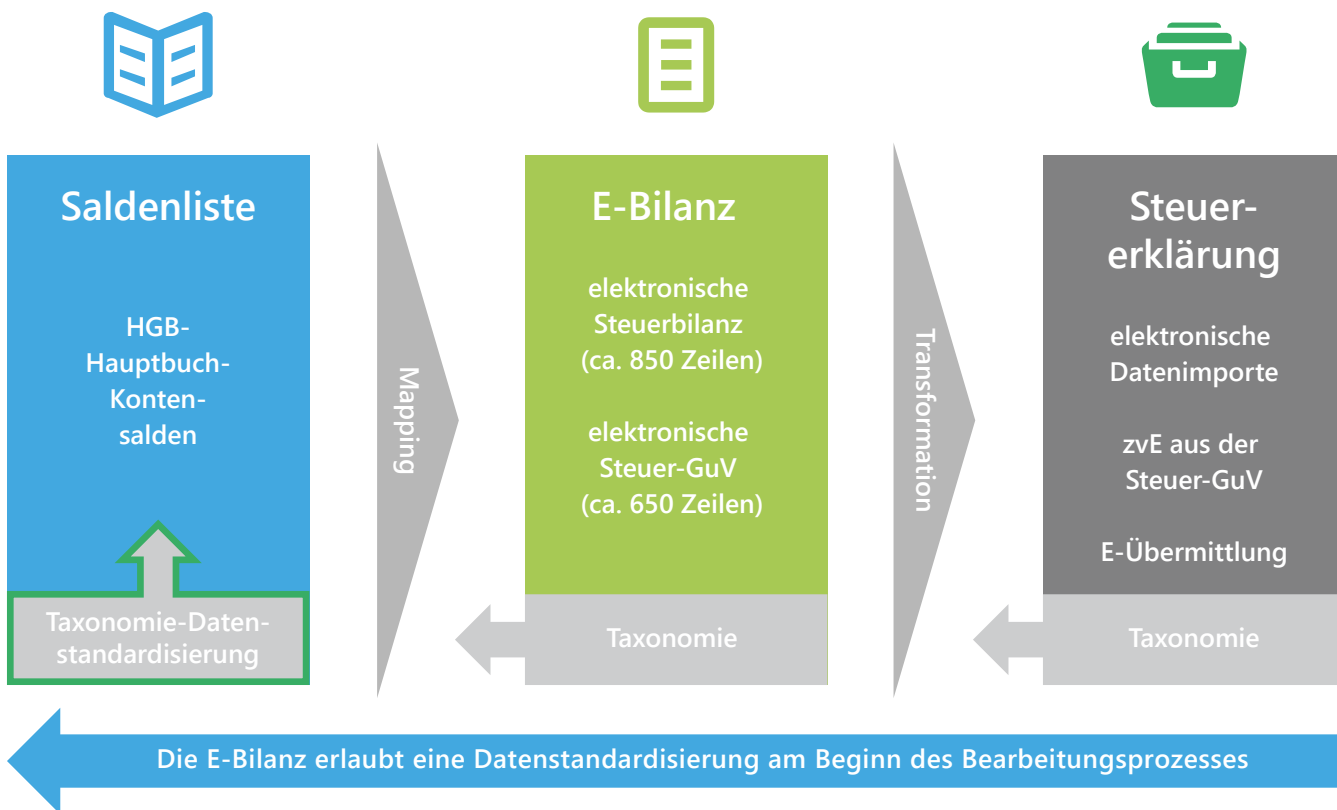 Saldenliste
HGB-
Hauptbuch-
Konten-
salden
Taxonomie-Daten-
standardisierung
Mapping
E-Bilanz
elektronische
Steuerbilanz
(ca. 850 Zeilen)
elektronische
Steuer-GuV
(ca. 650 Zeilen)
Taxonomie
Transformation
Steuer-
erklärung
elektronische
Datenimporte
zvE aus der
Steuer-GuV
E-Übermittlung
Taxonomie
Die E-Bilanz erlaubt eine Datenstandardisierung am Beginn des Bearbeitungsprozesses